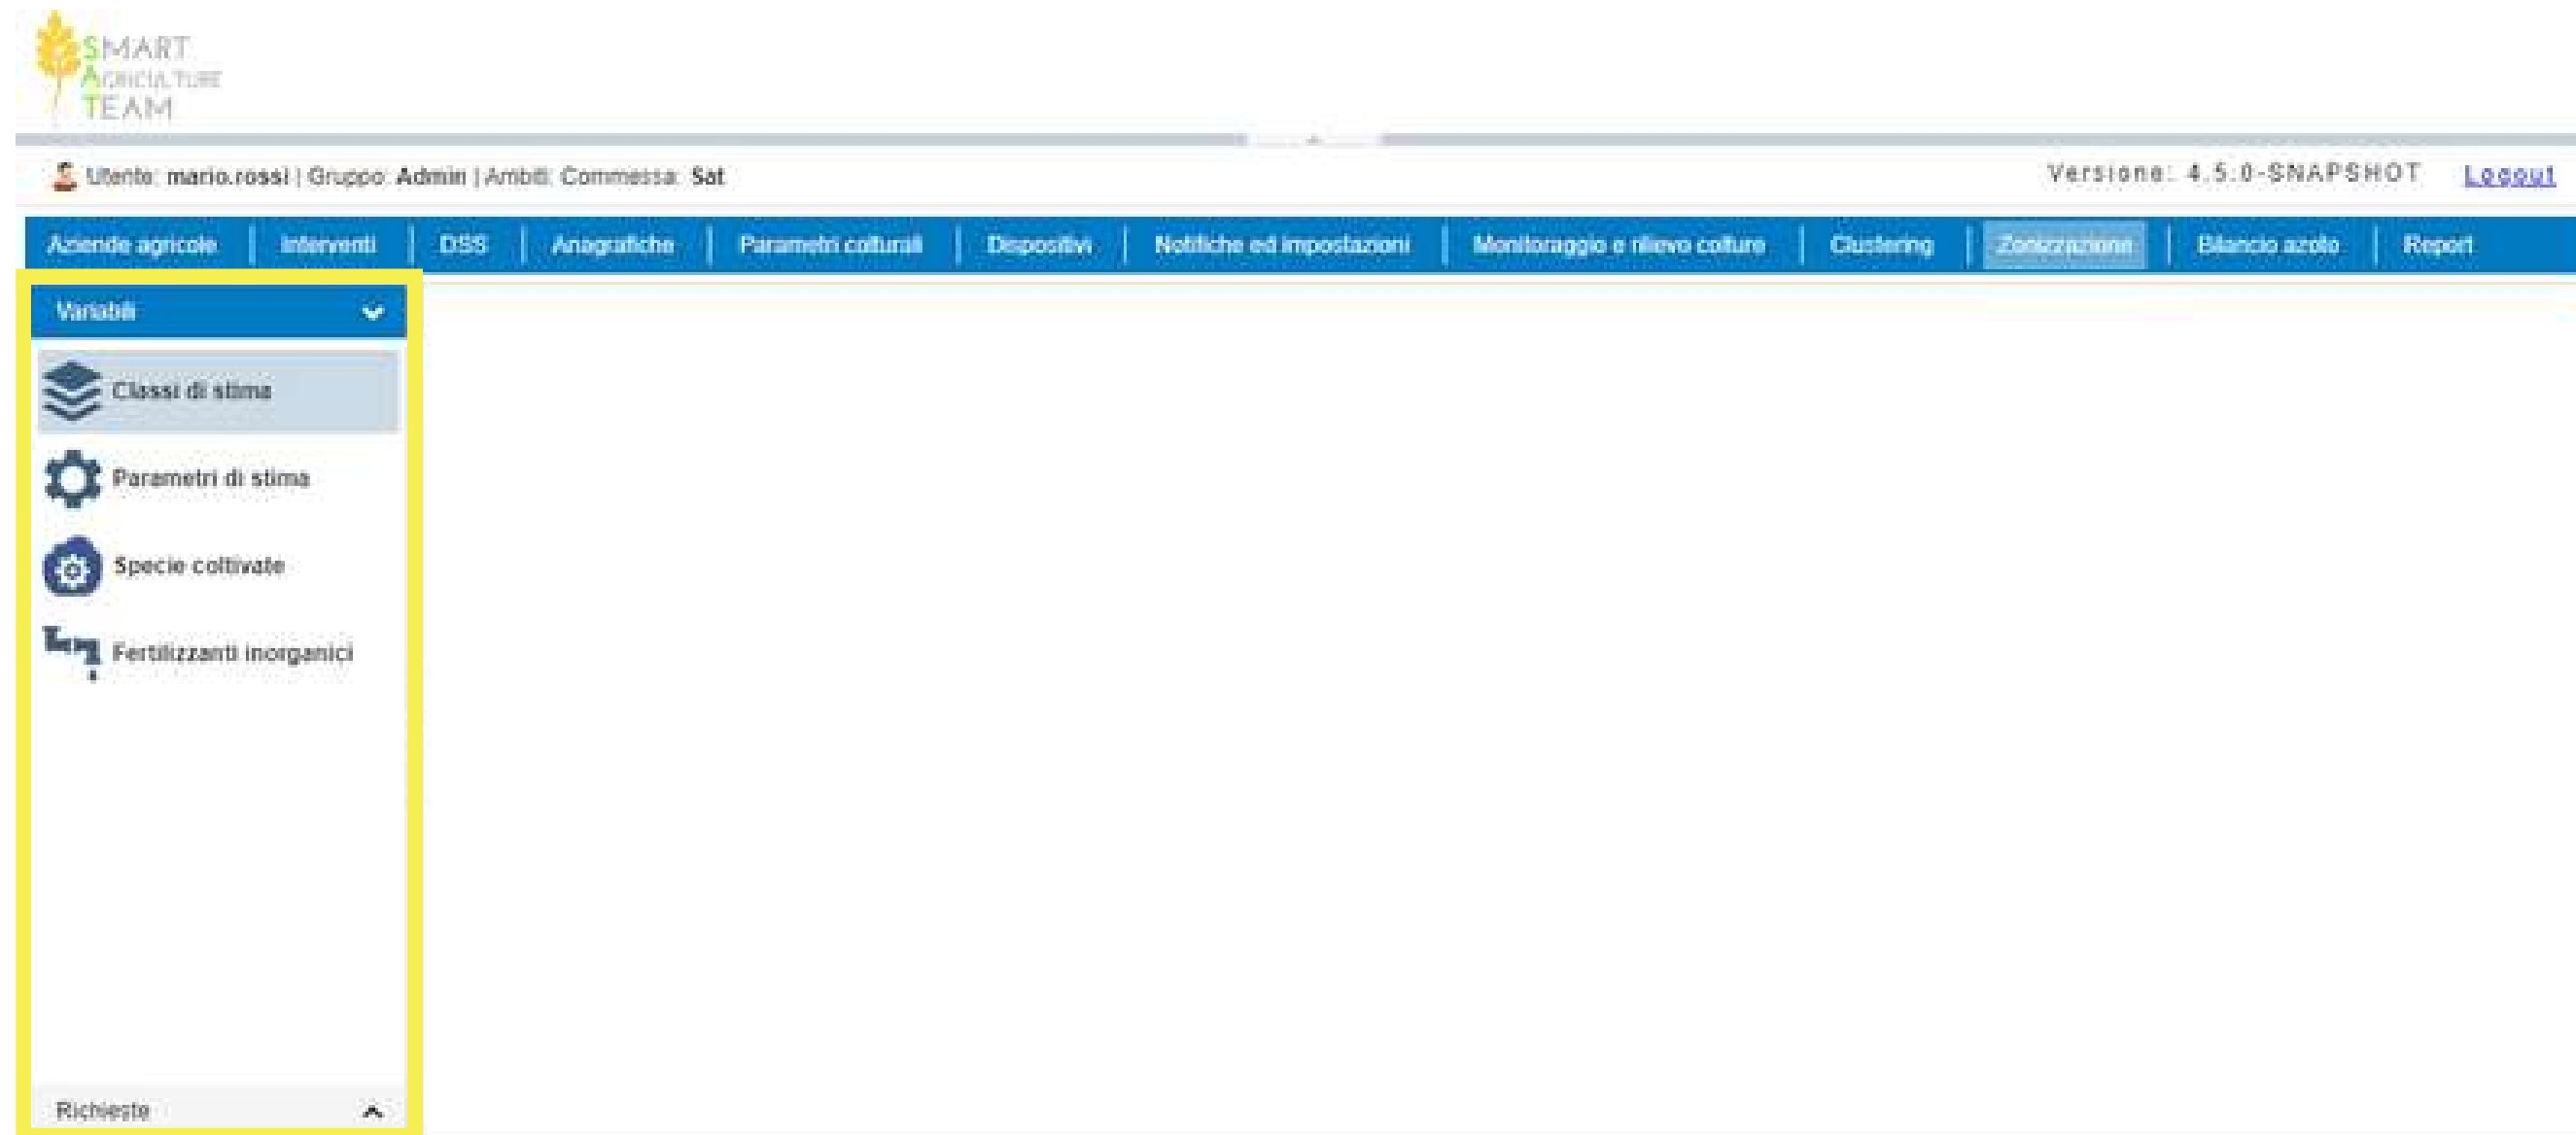 SMART
AGRICULTURE
TEAM
Utente: mario.rossi | Gruppo: Admin | Ambiti: Commessa: Sat
Versione: 4.5.0-SNAPSHOT Logout
Aziende agricole | Interventi | DSS | Anagrafiche | Parametri colturali | Dispositivi | Notifiche ed impostazioni | Monitoraggio e rilievo colture | Clustering | Zonizzazione | Bilancio azoto | Report
Variabili
Classi di stima
Parametri di stima
Specie coltivate
Fertilizzanti inorganici
Richieste